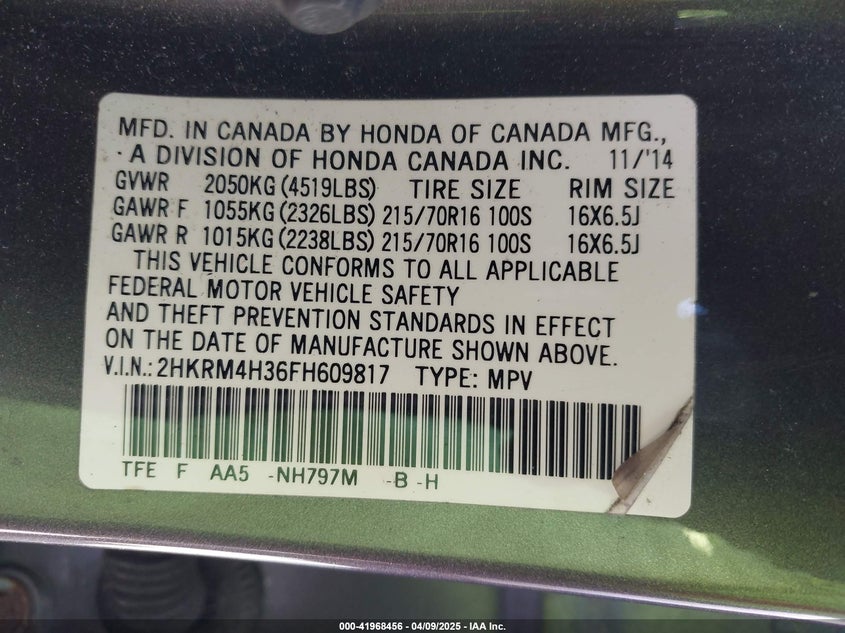 MFD. IN CANADA BY HONDA OF CANADA MFG.,
A DIVISION OF HONDA CANADA INC. 11/'14
GVWR 2050KG (4519LBS) TIRE SIZE RIM SIZE
GAWR F 1055KG (2326LBS) 215/70R16 100S 16X6.5J
GAWR R 1015KG (2238LBS) 215/70R16 100S 16X6.5J
THIS VEHICLE CONFORMS TO ALL APPLICABLE
FEDERAL MOTOR VEHICLE SAFETY
AND THEFT PREVENTION STANDARDS IN EFFECT
ON THE DATE OF MANUFACTURE SHOWN ABOVE.
V.I.N.: 2HKRM4H36FH609817 TYPE: MPV
TFE F AA5 -NH797M -B -H
000-41968456 - 04/09/2025 - IAA Inc.